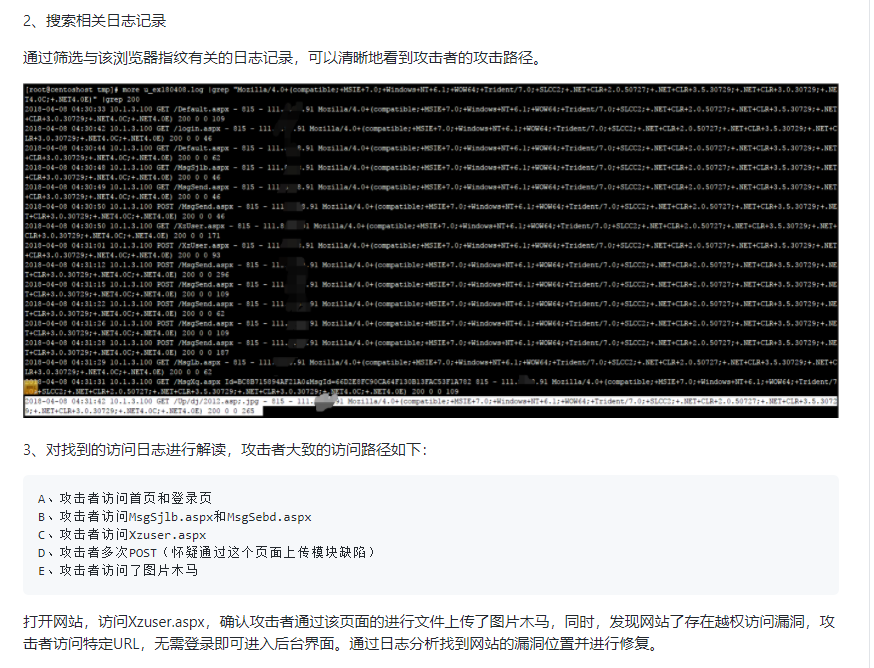 2、搜索相关日志记录
通过筛选与该浏览器指纹有关的日志记录，可以清晰地看到攻击者的攻击路径。
[root@centoshost tmp]# more u_ex180408.log |grep "Mozilla/4.0+(compatible;+MSIE+7.0;+Windows+NT+6.1;+WOW64;+Trident/7.0;+SLCC2;+.NET+CLR+2.0.50727;+.NET+CLR+3.5.30729;+.NET+CLR+3.0.30729;+.NE
T4.0C;+.NET4.0E)" |grep 200
2018-04-08 04:30:33 10.1.3.100 GET /Default.aspx - 815 - 111. .91 Mozilla/4.0+(compatible;+MSIE+7.0;+Windows+NT+6.1;+WOW64;+Trident/7.0;+SLCC2;+.NET+CLR+2.0.50727;+.NET+CLR+3.5.30729;+.NET
+CLR+3.0.30729;+.NET4.0C;+.NET4.0E) 200 0 0 109
2018-04-08 04:30:42 10.1.3.100 GET /login.aspx - 815 - 111. .91 Mozilla/4.0+(compatible;+MSIE+7.0;+Windows+NT+6.1;+WOW64;+Trident/7.0;+SLCC2;+.NET+CLR+2.0.50727;+.NET+CLR+3.5.30729;+.NET+C
LR+3.0.30729;+.NET4.0C;+.NET4.0E) 200 0 0 46
2018-04-08 04:30:44 10.1.3.100 GET /Default.aspx - 815 - 111. .91 Mozilla/4.0+(compatible;+MSIE+7.0;+Windows+NT+6.1;+WOW64;+Trident/7.0;+SLCC2;+.NET+CLR+2.0.50727;+.NET+CLR+3.5.30729;+.NET
+CLR+3.0.30729;+.NET4.0C;+.NET4.0E) 200 0 0 62
2018-04-08 04:30:48 10.1.3.100 GET /MsgSjlb.aspx - 815 - 111. .91 Mozilla/4.0+(compatible;+MSIE+7.0;+Windows+NT+6.1;+WOW64;+Trident/7.0;+SLCC2;+.NET+CLR+2.0.50727;+.NET+CLR+3.5.30729;+.NET
+CLR+3.0.30729;+.NET4.0C;+.NET4.0E) 200 0 0 46
2018-04-08 04:30:49 10.1.3.100 GET /MsgSend.aspx - 815 - 111. 8.91 Mozilla/4.0+(compatible;+MSIE+7.0;+Windows+NT+6.1;+WOW64;+Trident/7.0;+SLCC2;+.NET+CLR+2.0.50727;+.NET+CLR+3.5.30729;+.NET
+CLR+3.0.30729;+.NET4.0C;+.NET4.0E) 200 0 0 46
2018-04-08 04:30:50 10.1.3.100 POST /MsgSend.aspx - 815 - 111. 8.91 Mozilla/4.0+(compatible;+MSIE+7.0;+Windows+NT+6.1;+WOW64;+Trident/7.0;+SLCC2;+.NET+CLR+2.0.50727;+.NET+CLR+3.5.30729;+.NE
T+CLR+3.0.30729;+.NET4.0C;+.NET4.0E) 200 0 0 46
2018-04-08 04:30:50 10.1.3.100 GET /XzUser.aspx - 815 - 111.8 1 Mozilla/4.0+(compatible;+MSIE+7.0;+Windows+NT+6.1;+WOW64;+Trident/7.0;+SLCC2;+.NET+CLR+2.0.50727;+.NET+CLR+3.5.30729;+.NET+
CLR+3.0.30729;+.NET4.0C;+.NET4.0E) 200 0 0 171
2018-04-08 04:31:01 10.1.3.100 POST /XzUser.aspx - 815 - 111. .91 Mozilla/4.0+(compatible;+MSIE+7.0;+Windows+NT+6.1;+WOW64;+Trident/7.0;+SLCC2;+.NET+CLR+2.0.50727;+.NET+CLR+3.5.30729;+.NET
+CLR+3.0.30729;+.NET4.0C;+.NET4.0E) 200 0 0 93
2018-04-08 04:31:12 10.1.3.100 POST /MsgSend.aspx - 815 - 111. .91 Mozilla/4.0+(compatible;+MSIE+7.0;+Windows+NT+6.1;+WOW64;+Trident/7.0;+SLCC2;+.NET+CLR+2.0.50727;+.NET+CLR+3.5.30729;+.NE
T+CLR+3.0.30729;+.NET4.0C;+.NET4.0E) 200 0 0 296
2018-04-08 04:31:15 10.1.3.100 POST /MsgSend.aspx - 815 - 111. .91 Mozilla/4.0+(compatible;+MSIE+7.0;+Windows+NT+6.1;+WOW64;+Trident/7.0;+SLCC2;+.NET+CLR+2.0.50727;+.NET+CLR+3.5.30729;+.NE
T+CLR+3.0.30729;+.NET4.0C;+.NET4.0E) 200 0 0 109
2018-04-08 04:31:22 10.1.3.100 POST /MsgSend.aspx - 815 - 111. .91 Mozilla/4.0+(compatible;+MSIE+7.0;+Windows+NT+6.1;+WOW64;+Trident/7.0;+SLCC2;+.NET+CLR+2.0.50727;+.NET+CLR+3.5.30729;+.NE
T+CLR+3.0.30729;+.NET4.0C;+.NET4.0E) 200 0 0 62
2018-04-08 04:31:26 10.1.3.100 POST /MsgSend.aspx - 815 - 111. .91 Mozilla/4.0+(compatible;+MSIE+7.0;+Windows+NT+6.1;+WOW64;+Trident/7.0;+SLCC2;+.NET+CLR+2.0.50727;+.NET+CLR+3.5.30729;+.NE
T+CLR+3.0.30729;+.NET4.0C;+.NET4.0E) 200 0 0 109
2018-04-08 04:31:28 10.1.3.100 POST /MsgSend.aspx - 815 - 111. .91 Mozilla/4.0+(compatible;+MSIE+7.0;+Windows+NT+6.1;+WOW64;+Trident/7.0;+SLCC2;+.NET+CLR+2.0.50727;+.NET+CLR+3.5.30729;+.NE
T+CLR+3.0.30729;+.NET4.0C;+.NET4.0E) 200 0 0 187
2018-04-08 04:31:29 10.1.3.100 GET /MsgLb.aspx - 815 - 111. .91 Mozilla/4.0+(compatible;+MSIE+7.0;+Windows+NT+6.1;+WOW64;+Trident/7.0;+SLCC2;+.NET+CLR+2.0.50727;+.NET+CLR+3.5.30729;+.NET+C
LR+3.0.30729;+.NET4.0C;+.NET4.0E) 200 0 0 62
04:31:31 10.1.3.100 GET /MsgXq.aspx 815 - 111. .91 Mozilla/4.0+(compatible;+MSIE+7.0;+Windows+NT+6.1;+WOW64;+Trident/7
+SLCC2;+.NET+CLR+2.0.50727;+.NET+CLR+3.5.30729;+.NET+CLR+3.0.30729;+.NET4.0C;+.NET4.0E) 200 0 0 109
2018-04-08 04:31:42 10.1.3.100 GET /Up/dj/2012.asp;.jpg - 815 - 111. 91 Mozilla/4.0+(compatible;+MSIE+7.0;+Windows+NT+6.1;+WOW64;+Trident/7.0;+SLCC2;+.NET+CLR+2.0.50727;+.NET+CLR+3.5.3072
9;+.NET+CLR+3.0.30729;+.NET4.0C;+.NET4.0E) 200 0 0 265
3、对找到的访问日志进行解读，攻击者大致的访问路径如下：
A、攻击者访问首页和登录页
B、攻击者访问MsgSjlb.aspx和MsgSebd.aspx
C、攻击者访问Xzuser.aspx
D、攻击者多次POST（怀疑通过这个页面上传模块缺陷）
E、攻击者访问了图片木马
打开网站，访问Xzuser.aspx，确认攻击者通过该页面的进行文件上传了图片木马，同时，发现网站了存在越权访问漏洞，攻
击者访问特定URL，无需登录即可进入后台界面。通过日志分析找到网站的漏洞位置并进行修复。